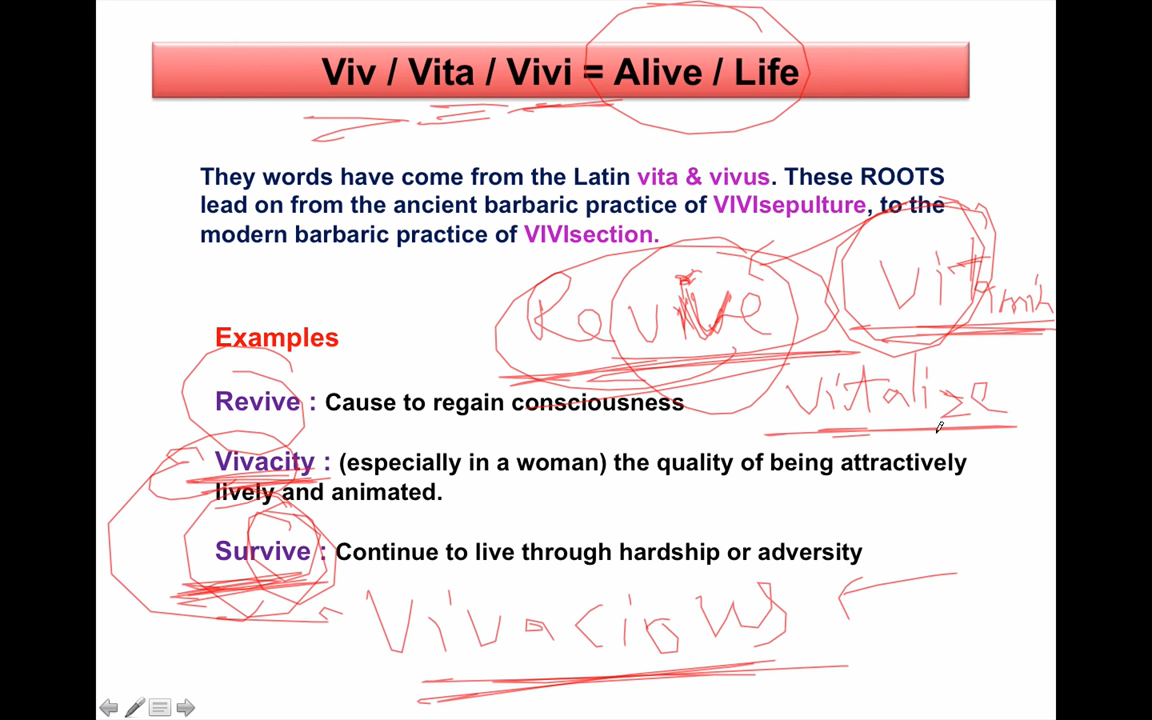 Viv / Vita / Vivi = Alive / Life
They words have come from the Latin vita & vivus. These ROOTS
lead on from the ancient barbaric practice of VIVIsepulture, to the
modern barbaric practice of VIVIsection.
Vitamin
Revive
Examples
Vitalize
Revive : Cause to regain consciousness
Vivacity : (especially in a woman) the quality of being attractively
lively and animated.
Survive : Continue to live through hardship or adversity
Vivacious